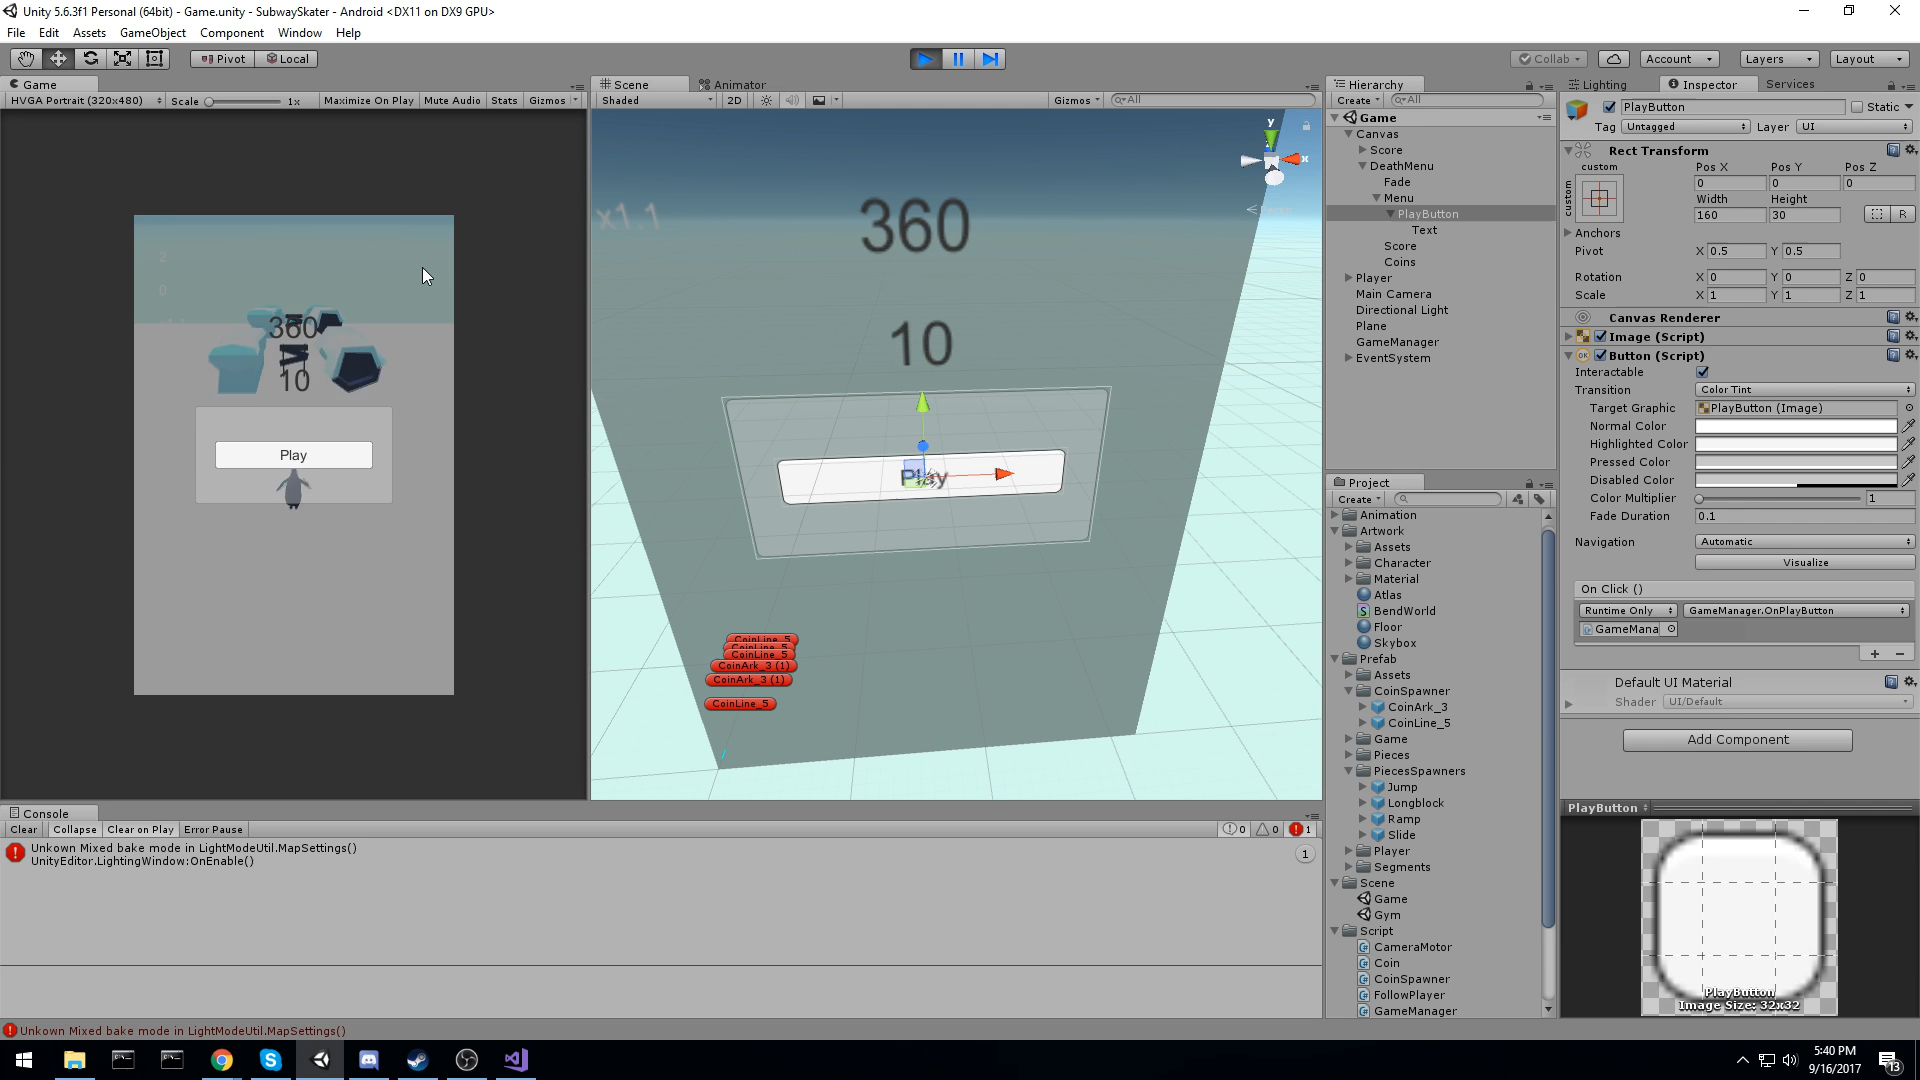 Unity 5.6.3f1 Personal (64bit) - Game.unity - SubwaySkater - Android <DX11 on DX9 GPU>
File Edit Assets GameObject Component Window Help
Pivot Local
Collab Account Layers Layout
Game
HVGA Portrait (320x480) Scale 1x Maximize On Play Mute Audio Stats Gizmos
2
0
360
10
Play
Scene Animator
Shaded 2D Gizmos All
y
x
x1.1
360
10
Play
CoinLine_5
CoinLine_5
CoinLine_5
CoinArk_3 (1)
CoinArk_3 (1)
CoinLine_5
Hierarchy
Create All
Game
Canvas
Score
DeathMenu
Fade
Menu
PlayButton
Text
Score
Coins
Player
Main Camera
Directional Light
Plane
GameManager
EventSystem
Project
Create
Animation
Artwork
Assets
Character
Material
Atlas
BendWorld
Floor
Skybox
Prefab
Assets
CoinSpawner
CoinArk_3
CoinLine_5
Game
Pieces
PiecesSpawners
Jump
Longblock
Ramp
Slide
Player
Segments
Scene
Game
Gym
Script
CameraMotor
Coin
CoinSpawner
FollowPlayer
GameManager
Lighting Inspector Services
PlayButton Static
Tag Untagged Layer UI
Rect Transform
custom Pos X Pos Y Pos Z
custom 0 0 0
Width Height
160 30 R
Anchors
Pivot X 0.5 Y 0.5
Rotation X 0 Y 0 Z 0
Scale X 1 Y 1 Z 1
Canvas Renderer
Image (Script)
OK Button (Script)
Interactable
Transition Color Tint
Target Graphic PlayButton (Image)
Normal Color
Highlighted Color
Pressed Color
Disabled Color
Color Multiplier 1
Fade Duration 0.1
Navigation Automatic
Visualize
On Click ()
Runtime Only GameManager.OnPlayButton
GameMana
+ −
Default UI Material
Shader UI/Default
Add Component
PlayButton
PlayButton
Image Size: 32x32
Console
Clear Collapse Clear on Play Error Pause 0 0 1
Unkown Mixed bake mode in LightModeUtil.MapSettings()
UnityEditor.LightingWindow:OnEnable()
1
Unkown Mixed bake mode in LightModeUtil.MapSettings()
5:40 PM
9/16/2017
13